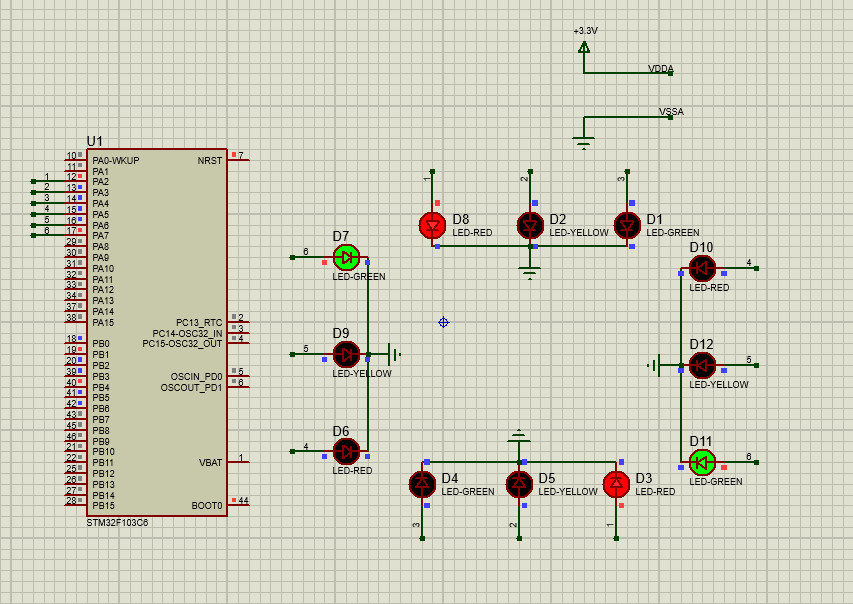 +3.3V
VDDA
VSSA
U1
10 PA0-WKUP NRST 7
11 PA1
1 12 PA2
2 13 PA3
3 14 PA4
4 15 PA5
5 16 PA6
6 17 PA7
29 PA8
30 PA9
31 PA10
32 PA11
33 PA12
34 PA13
37 PA14
38 PA15 PC13_RTC 2
PC14-OSC32_IN 3
18 PB0 PC15-OSC32_OUT 4
19 PB1
20 PB2
39 PB3 OSCIN_PD0 5
40 PB4 OSCOUT_PD1 6
41 PB5
42 PB6
43 PB7
45 PB8
46 PB9
21 PB10
22 PB11 VBAT 1
25 PB12
26 PB13
27 PB14
28 PB15 BOOT0 44
STM32F103C6
1
2
3
D8
LED-RED
D2
LED-YELLOW
D1
LED-GREEN
6
D7
LED-GREEN
5
D9
LED-YELLOW
4
D6
LED-RED
D10
4
LED-RED
D12
5
LED-YELLOW
D11
6
LED-GREEN
D4
LED-GREEN
D5
LED-YELLOW
D3
LED-RED
3
2
1